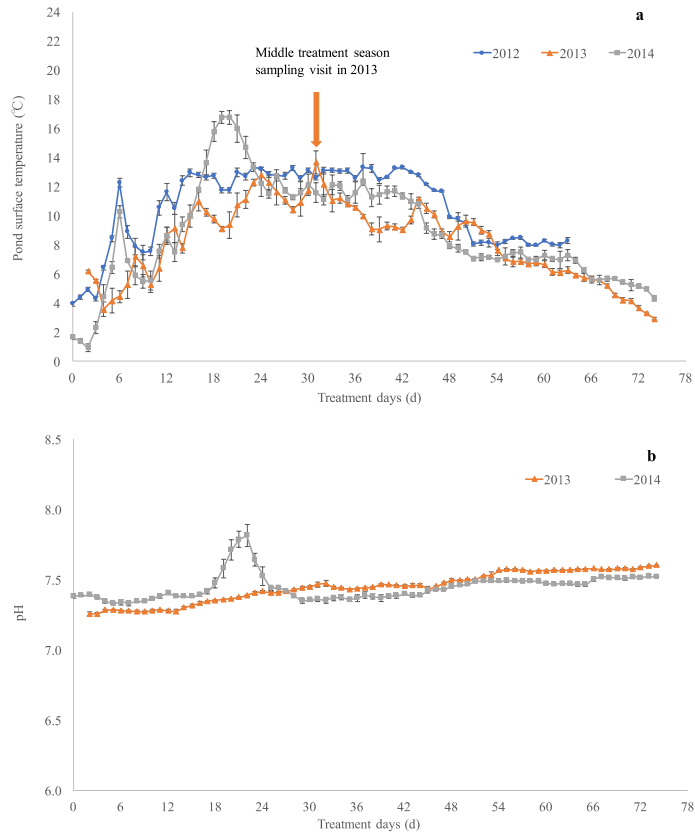 a
Middle treatment season
sampling visit in 2013
2012 2013 2014
Pond surface temperature (℃)
24
22
20
18
16
14
12
10
8
6
4
2
0
0 6 12 18 24 30 36 42 48 54 60 66 72 78
Treatment days (d)
b
2013 2014
pH
8.5
8.0
7.5
7.0
6.5
6.0
0 6 12 18 24 30 36 42 48 54 60 66 72 78
Treatment days (d)